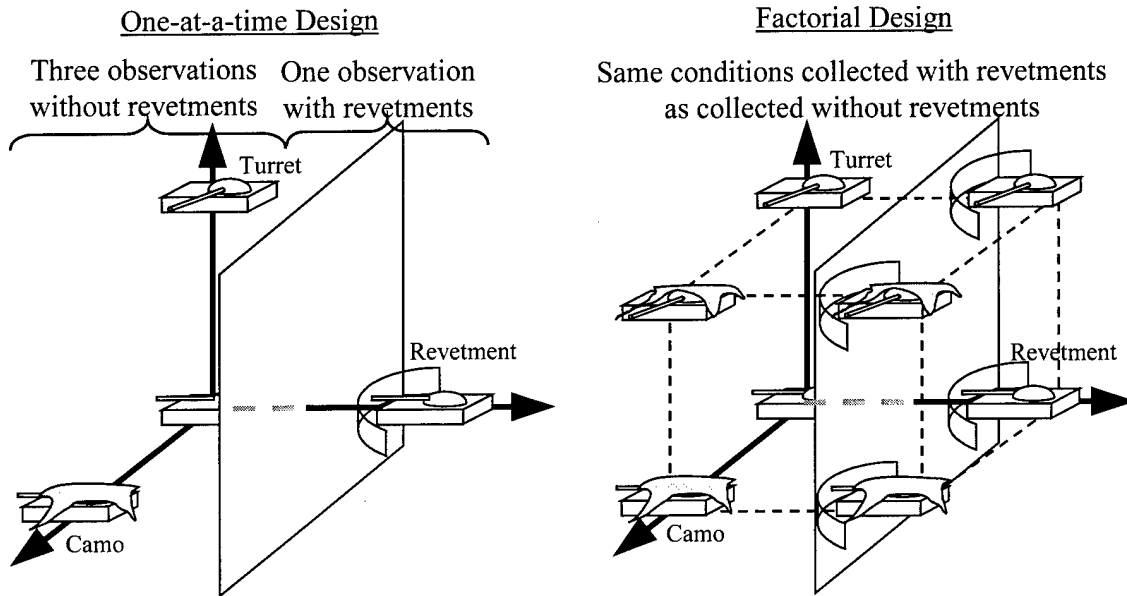 One-at-a-time Design
Three observations
without revetments
One observation
with revetments
Turret
Revetment
Camo
Factorial Design
Same conditions collected with revetments
as collected without revetments
Turret
Revetment
Camo